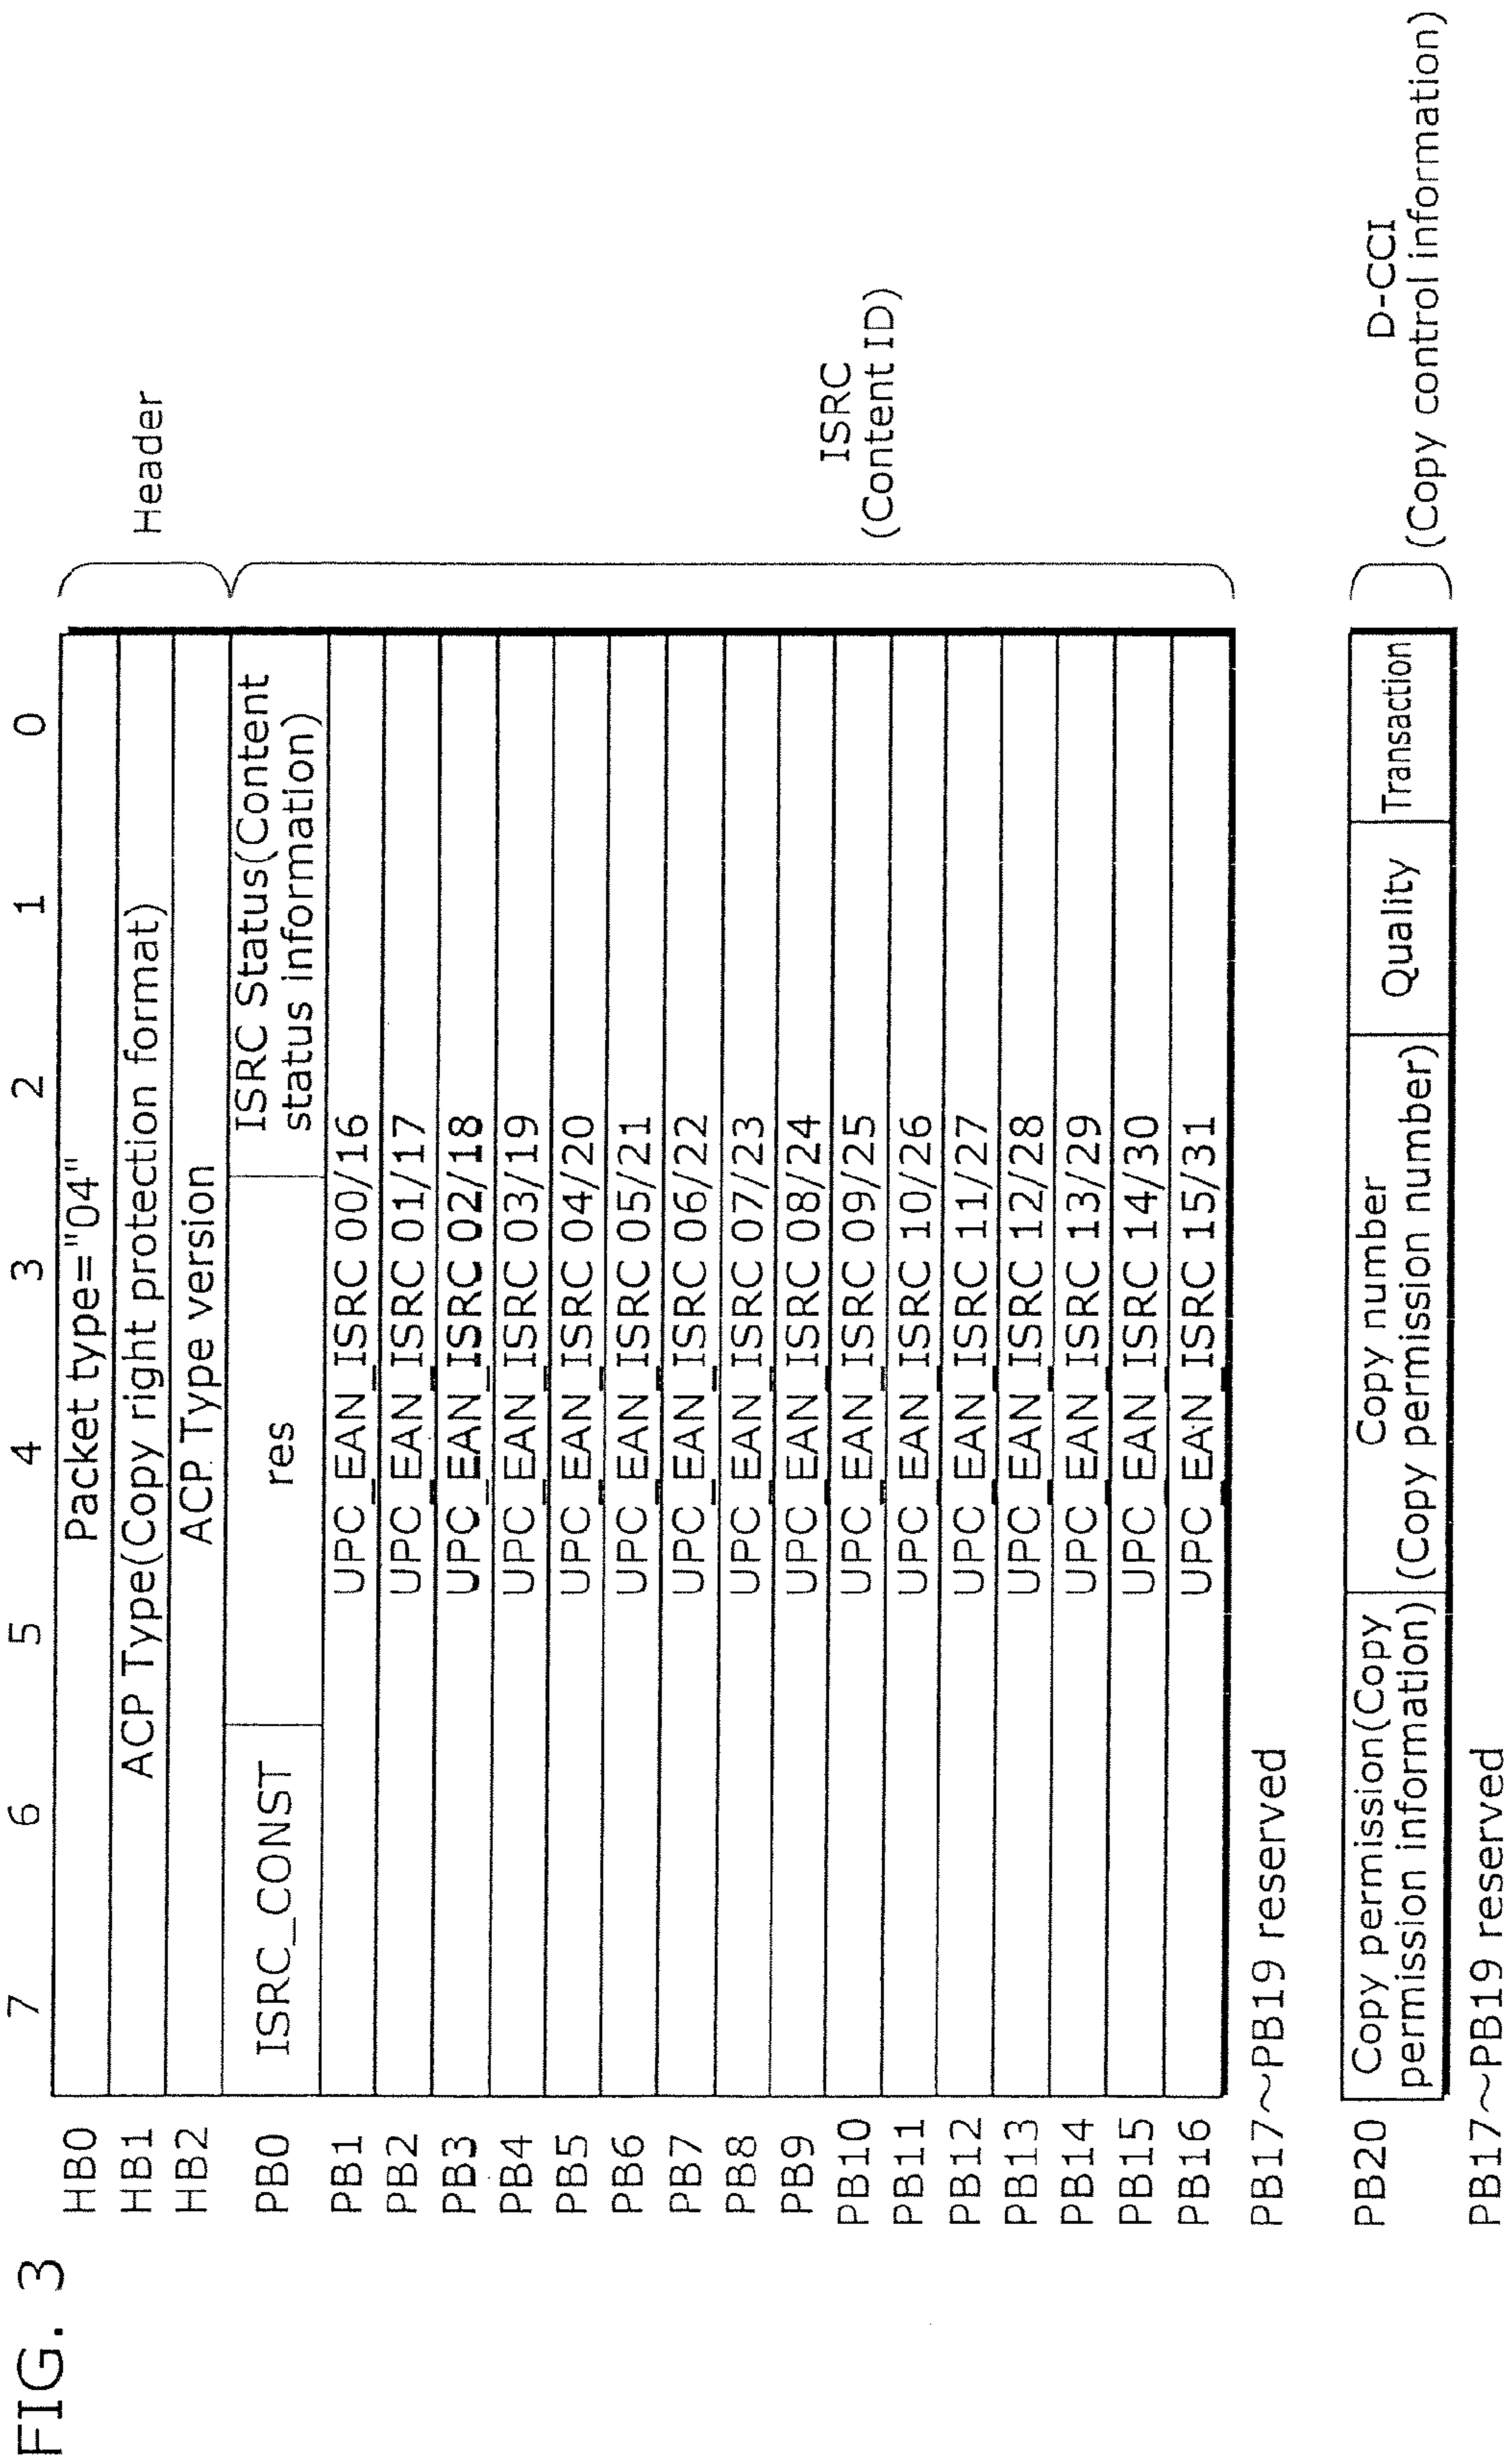 FIG. 3
7 6 5 4 3 2 1 0
HB0 Packet type="04"
HB1 ACP Type(Copy right protection format)
HB2 ACP Type version
Header
PB0 ISRC_CONST res ISRC Status(Content
status information)
PB1 UPC_EAN_ISRC 00/16
PB2 UPC_EAN_ISRC 01/17
PB3 UPC_EAN_ISRC 02/18
PB4 UPC_EAN_ISRC 03/19
PB5 UPC_EAN_ISRC 04/20
PB6 UPC_EAN_ISRC 05/21
PB7 UPC_EAN_ISRC 06/22
PB8 UPC_EAN_ISRC 07/23
PB9 UPC_EAN_ISRC 08/24
PB10 UPC_EAN_ISRC 09/25
PB11 UPC_EAN_ISRC 10/26
PB12 UPC_EAN_ISRC 11/27
PB13 UPC_EAN_ISRC 12/28
PB14 UPC_EAN_ISRC 13/29
PB15 UPC_EAN_ISRC 14/30
PB16 UPC_EAN_ISRC 15/31
ISRC
(Content ID)
PB17~PB19 reserved
PB20
Copy permission(Copy
permission information)
Copy number
(Copy permission number)
Quality
Transaction
D-CCI
(Copy control information)
PB17~PB19 reserved